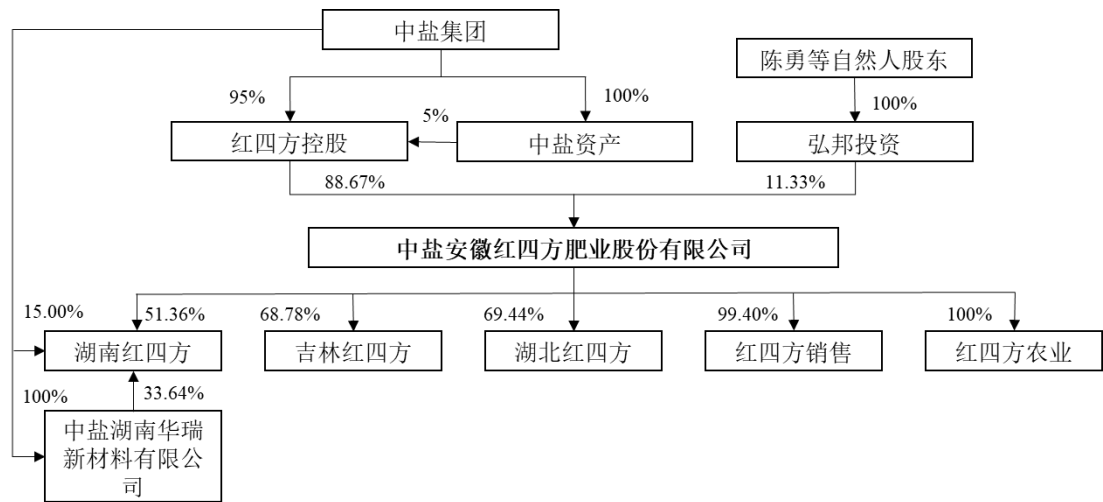 中盐集团
陈勇等自然人股东
95%
100%
100%
5%
红四方控股
中盐资产
弘邦投资
88.67%
11.33%
中盐安徽红四方肥业股份有限公司
15.00%
51.36%
68.78%
69.44%
99.40%
100%
湖南红四方
吉林红四方
湖北红四方
红四方销售
红四方农业
100%
33.64%
中盐湖南华瑞
新材料有限公
司